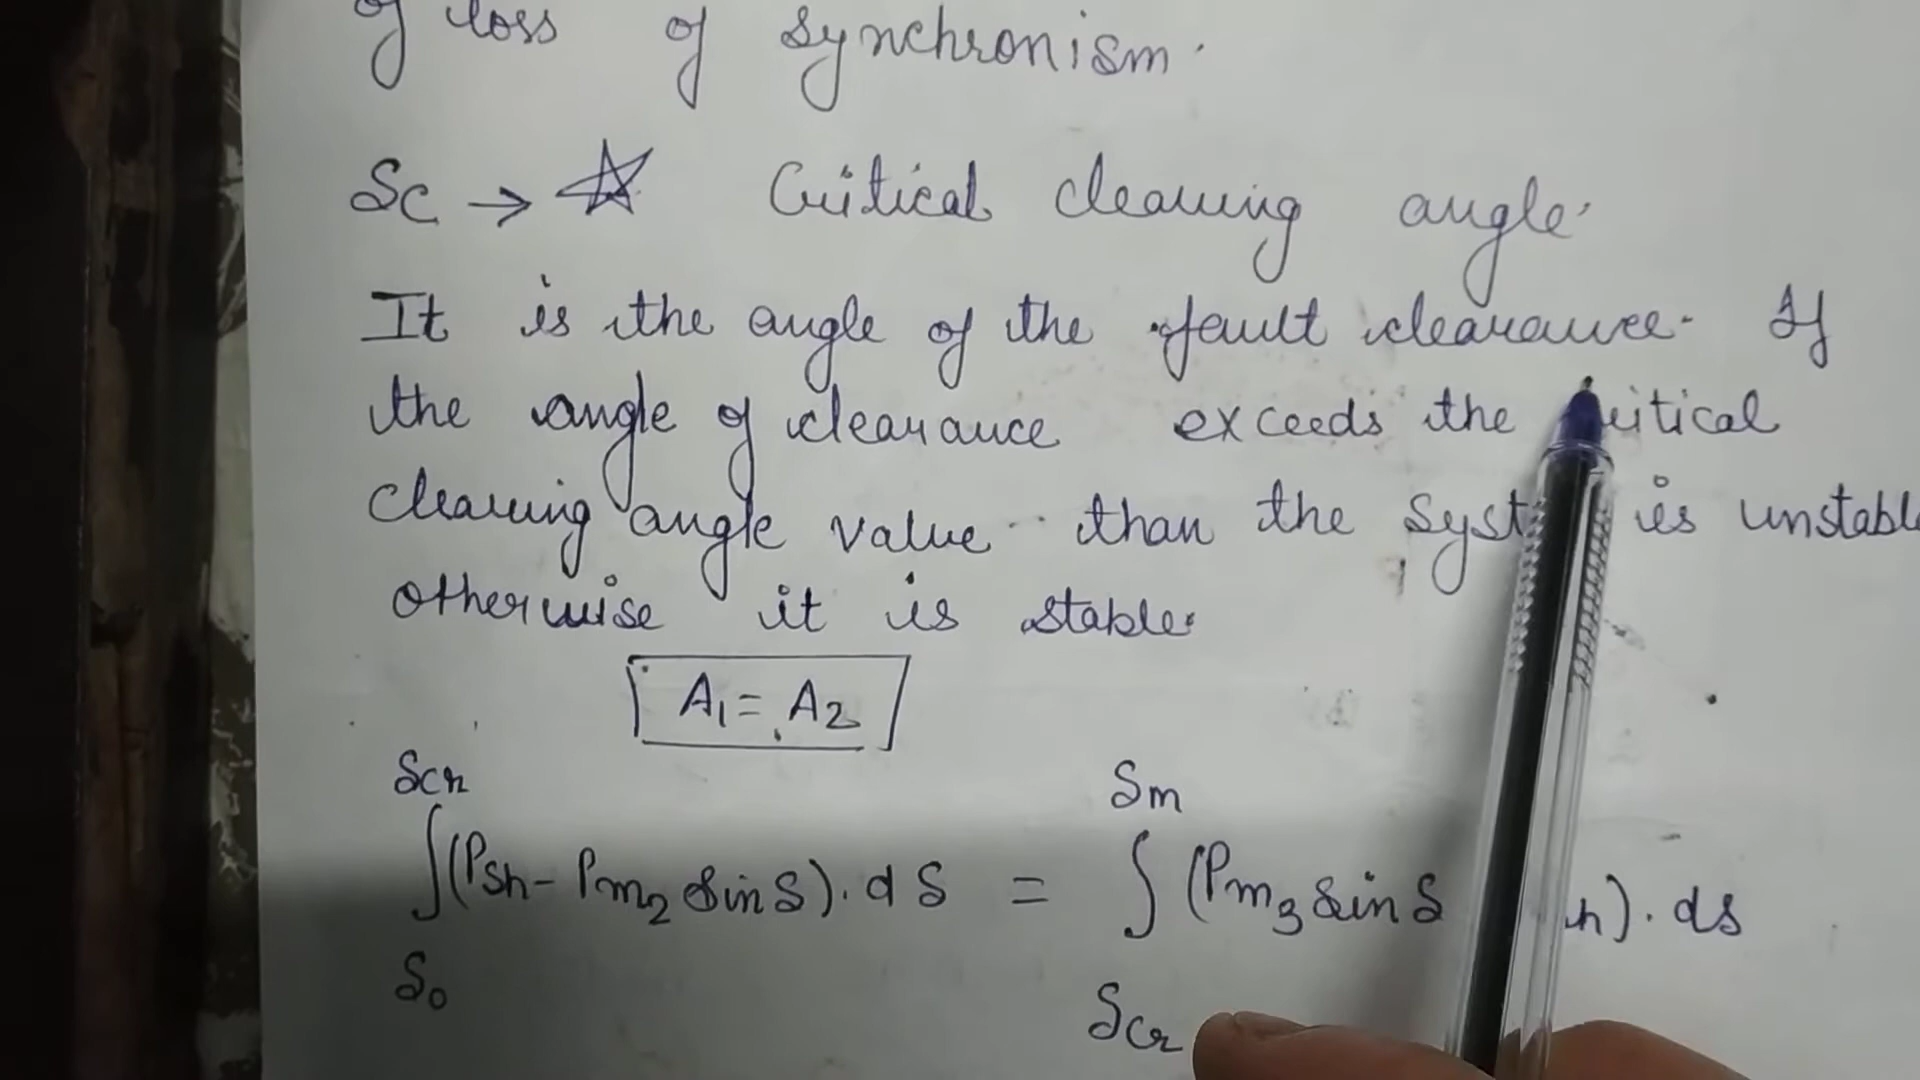 of loss of synchronism.
δc → ☆ Critical clearing angle.
It is the angle of the fault clearance. If
the angle of clearance exceeds the critical
clearing angle value than the syst is unstable
otherwise it is stable.
A₁ = A₂
δcr δm
∫(Psh - Pm₂ sin δ). d δ = ∫ (Pm₃ sin δ h). dδ
δ₀ δcr